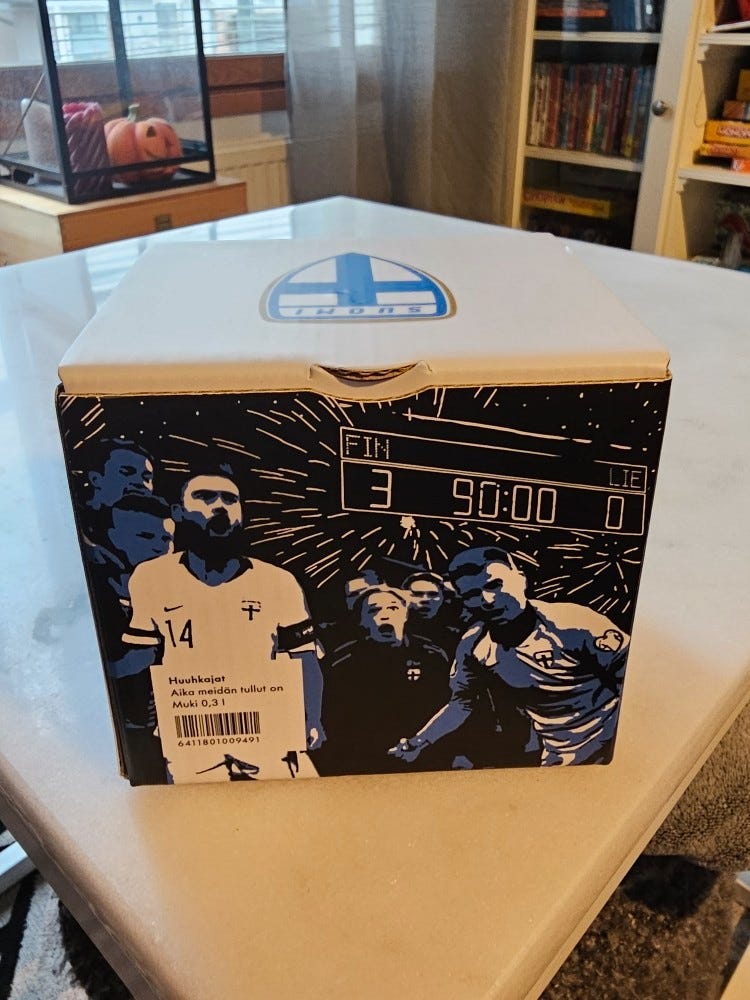 SUOMI
FIN
LIE
3
90:00
0
14
Huuhkajat
Aika meidän tullut on
Muki 0,3 l
6411801009491